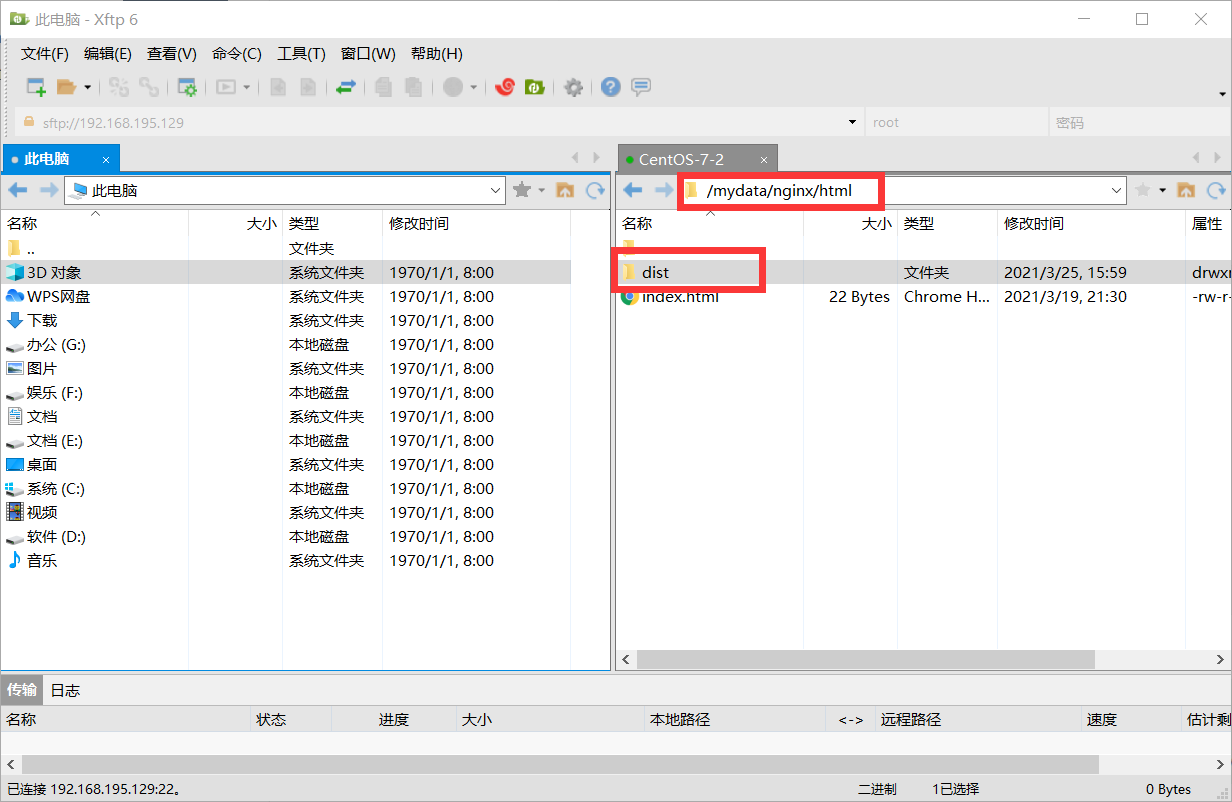 此电脑 - Xftp 6
文件(F) 编辑(E) 查看(V) 命令(C) 工具(T) 窗口(W) 帮助(H)
sftp://192.168.195.129 root 密码
此电脑 ×
此电脑
名称 大小 类型 修改时间
.. 文件夹
3D 对象 系统文件夹 1970/1/1, 8:00
WPS网盘 系统文件夹 1970/1/1, 8:00
下载 系统文件夹 1970/1/1, 8:00
办公 (G:) 本地磁盘 1970/1/1, 8:00
图片 系统文件夹 1970/1/1, 8:00
娱乐 (F:) 本地磁盘 1970/1/1, 8:00
文档 系统文件夹 1970/1/1, 8:00
文档 (E:) 本地磁盘 1970/1/1, 8:00
桌面 系统文件夹 1970/1/1, 8:00
系统 (C:) 本地磁盘 1970/1/1, 8:00
视频 系统文件夹 1970/1/1, 8:00
软件 (D:) 本地磁盘 1970/1/1, 8:00
音乐 系统文件夹 1970/1/1, 8:00
CentOS-7-2 ×
/mydata/nginx/html
名称 大小 类型 修改时间 属性
dist 文件夹 2021/3/25, 15:59 drwx
index.html 22 Bytes Chrome H... 2021/3/19, 21:30 -rw-r-
传输 日志
名称 状态 进度 大小 本地路径 <-> 远程路径 速度 估计剩
已连接 192.168.195.129:22。 二进制 1已选择 0 Bytes